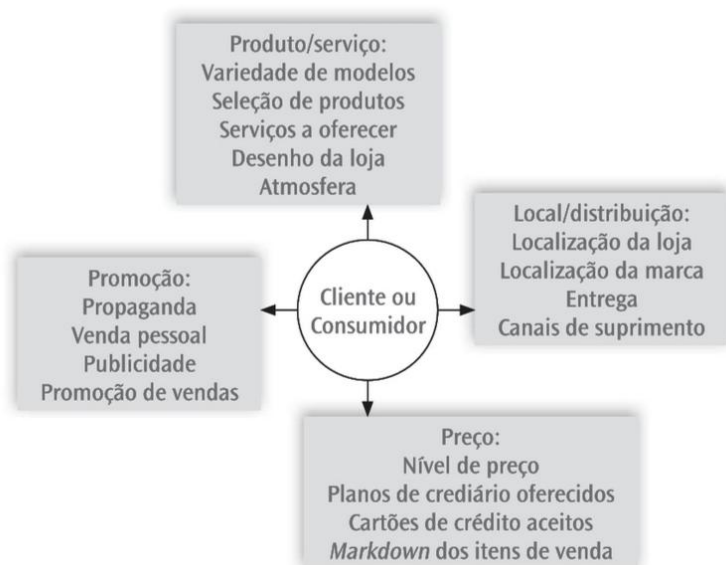 Produto/serviço:
Variedade de modelos
Seleção de produtos
Serviços a oferecer
Desenho da loja
Atmosfera
Local/distribuição:
Localização da loja
Localização da marca
Entrega
Canais de suprimento
Promoção:
Propaganda
Venda pessoal
Publicidade
Promoção de vendas
Cliente ou
Consumidor
Preço:
Nível de preço
Planos de crediário oferecidos
Cartões de crédito aceitos
Markdown dos itens de venda